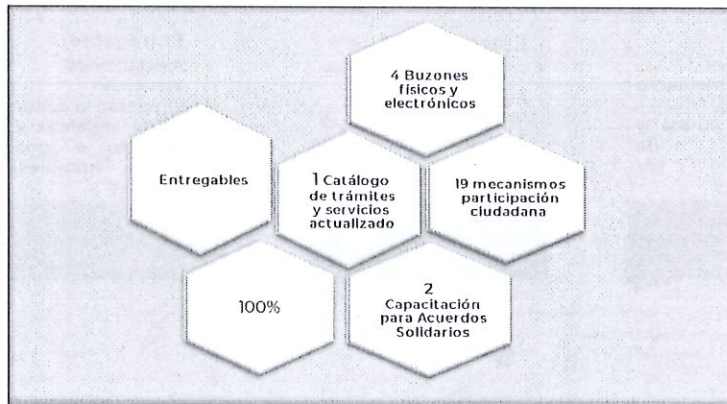 4 Buzones
físicos y
electrónicos
Entregables
1 Catálogo
de trámites
y servicios
actualizado
19 mecanismos
participación
ciudadana
100%
2
Capacitación
para Acuerdos
Solidarios